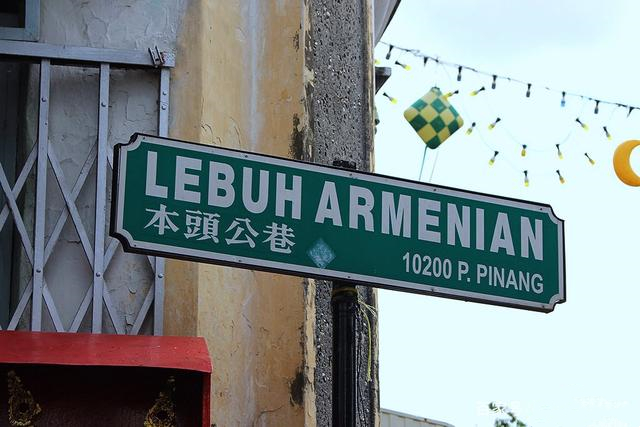 LEBUH ARMENIAN
本頭公巷
10200 P. PINANG